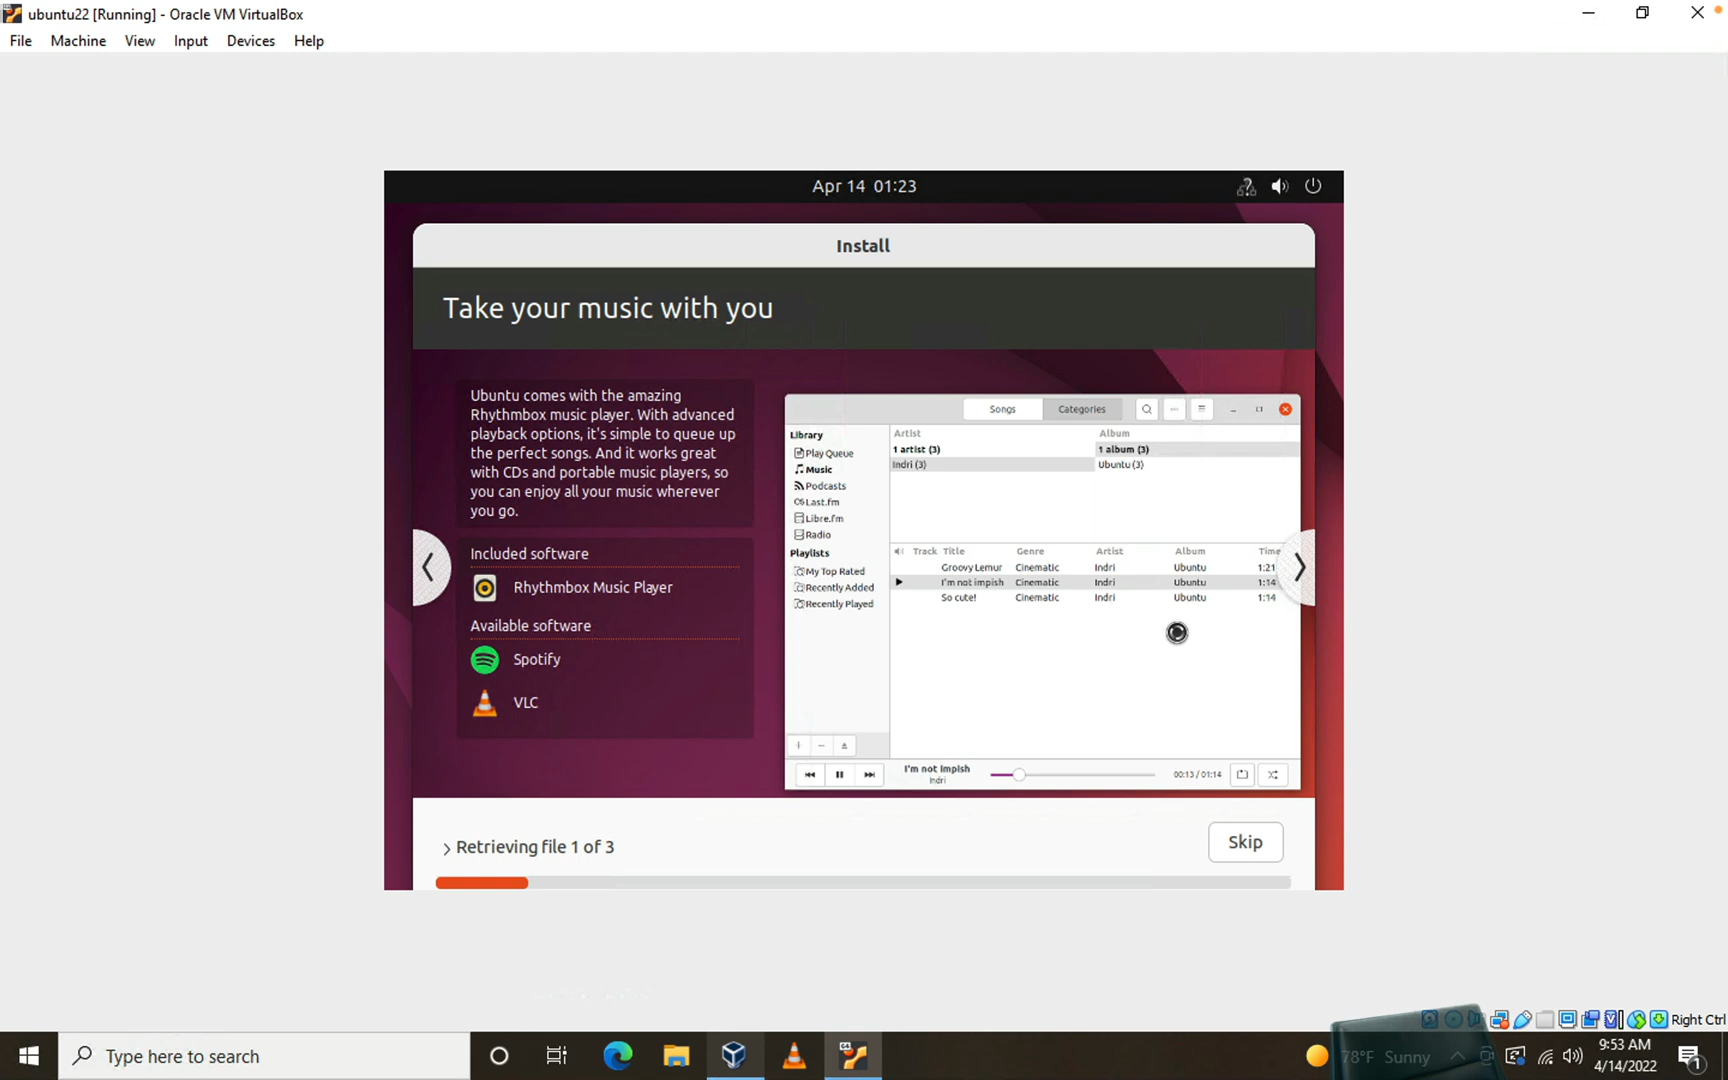 ubuntu22 [Running] - Oracle VM VirtualBox
File Machine View Input Devices Help
Apr 14 01:23
Install
Take your music with you
Ubuntu comes with the amazing
Rhythmbox music player. With advanced
playback options, it's simple to queue up
the perfect songs. And it works great
with CDs and portable music players, so
you can enjoy all your music wherever
you go.
Included software
Rhythmbox Music Player
Available software
Spotify
VLC
Songs Categories
Library
Play Queue
Music
Podcasts
Last.fm
Libre.fm
Radio
Playlists
My Top Rated
Recently Added
Recently Played
Artist Album
1 artist (3) 1 album (3)
Indri (3) Ubuntu (3)
Track Title Genre Artist Album Time
Groovy Lemur Cinematic Indri Ubuntu 1:21
I'm not impish Cinematic Indri Ubuntu 1:14
So cute! Cinematic Indri Ubuntu 1:14
I'm not impish
Indri
00:13 / 01:14
Retrieving file 1 of 3
Skip
Right Ctrl
Type here to search
78°F Sunny
9:53 AM
4/14/2022
1